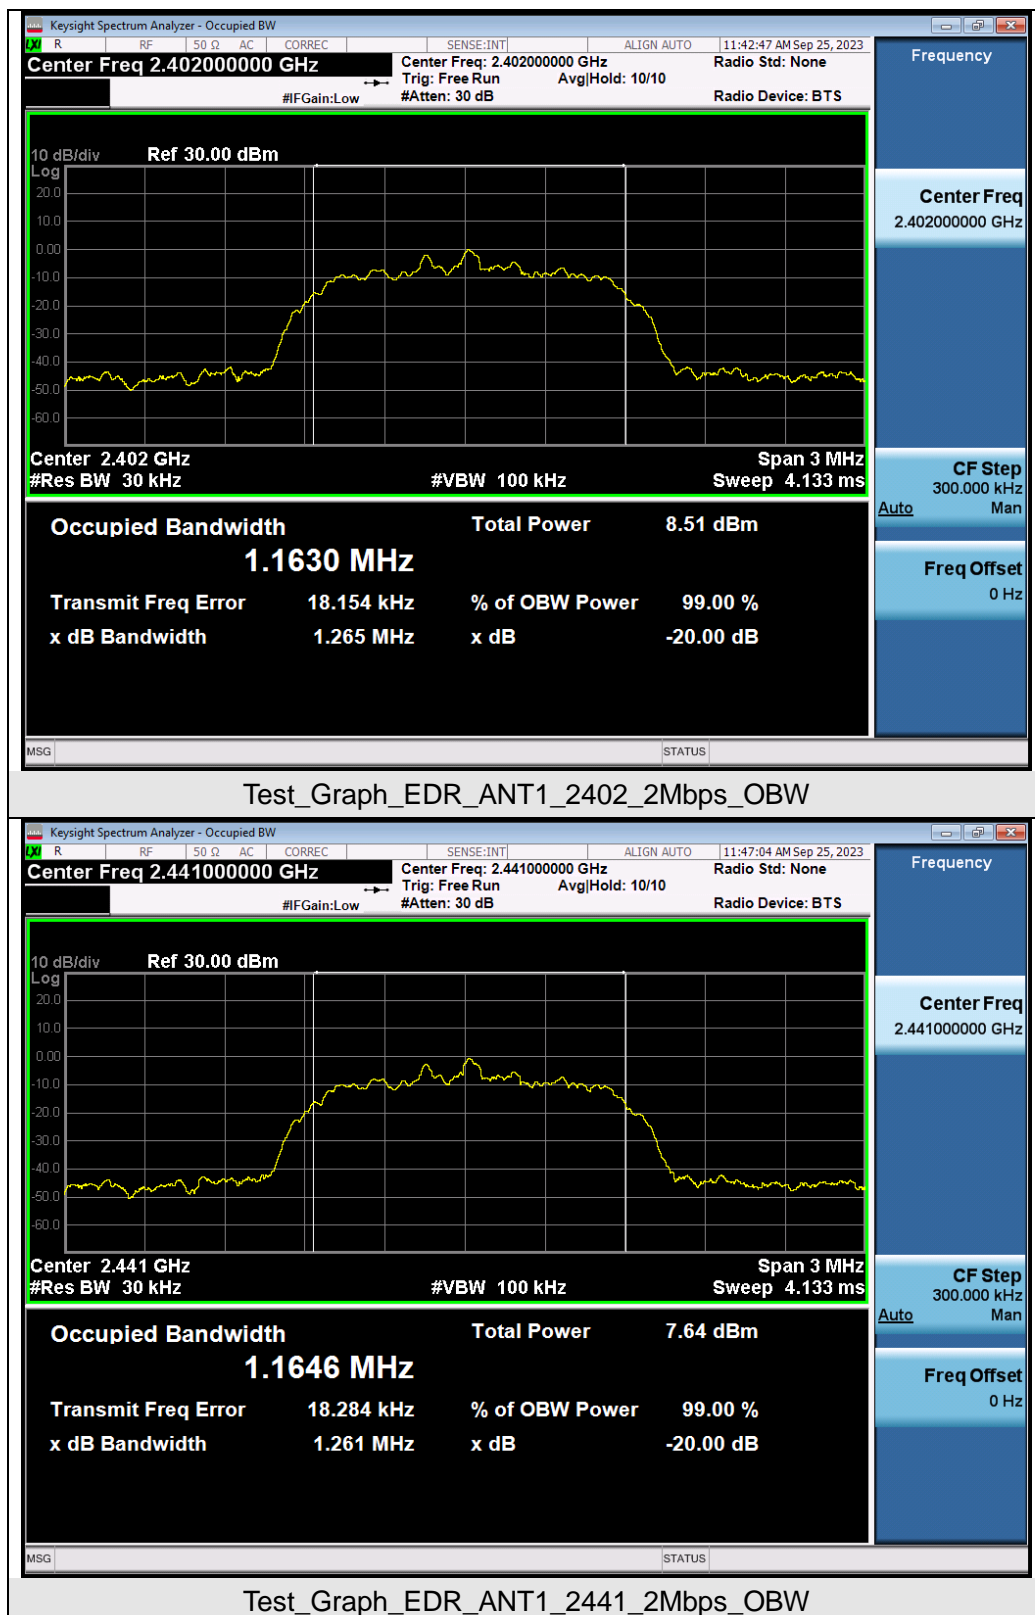 Keysight Spectrum Analyzer - Occupied BW
LXI R RF 50 Ω AC CORREC SENSE:INT ALIGN AUTO 11:42:47 AM Sep 25, 2023
Center Freq 2.402000000 GHz Center Freq: 2.402000000 GHz Radio Std: None
Trig: Free Run Avg|Hold: 10/10
#IFGain:Low #Atten: 30 dB Radio Device: BTS
Frequency
10 dB/div Ref 30.00 dBm
Log
20.0
10.0
0.00
-10.0
-20.0
-30.0
-40.0
-50.0
-60.0
Center 2.402 GHz Span 3 MHz
#Res BW 30 kHz #VBW 100 kHz Sweep 4.133 ms
Occupied Bandwidth Total Power 8.51 dBm
1.1630 MHz
Transmit Freq Error 18.154 kHz % of OBW Power 99.00 %
x dB Bandwidth 1.265 MHz x dB -20.00 dB
Center Freq
2.402000000 GHz
CF Step
300.000 kHz
Auto Man
Freq Offset
0 Hz
MSG STATUS
Test_Graph_EDR_ANT1_2402_2Mbps_OBW
Keysight Spectrum Analyzer - Occupied BW
LXI R RF 50 Ω AC CORREC SENSE:INT ALIGN AUTO 11:47:04 AM Sep 25, 2023
Center Freq 2.441000000 GHz Center Freq: 2.441000000 GHz Radio Std: None
Trig: Free Run Avg|Hold: 10/10
#IFGain:Low #Atten: 30 dB Radio Device: BTS
Frequency
10 dB/div Ref 30.00 dBm
Log
20.0
10.0
0.00
-10.0
-20.0
-30.0
-40.0
-50.0
-60.0
Center 2.441 GHz Span 3 MHz
#Res BW 30 kHz #VBW 100 kHz Sweep 4.133 ms
Occupied Bandwidth Total Power 7.64 dBm
1.1646 MHz
Transmit Freq Error 18.284 kHz % of OBW Power 99.00 %
x dB Bandwidth 1.261 MHz x dB -20.00 dB
Center Freq
2.441000000 GHz
CF Step
300.000 kHz
Auto Man
Freq Offset
0 Hz
MSG STATUS
Test_Graph_EDR_ANT1_2441_2Mbps_OBW